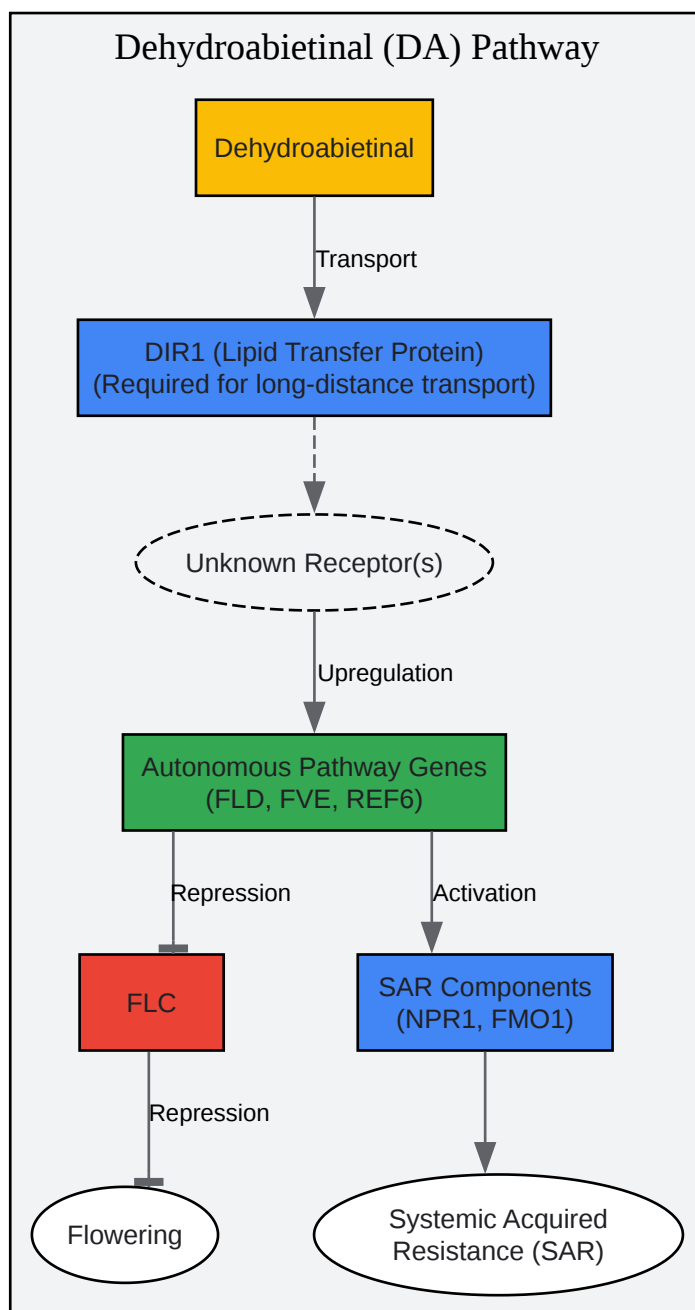 Dehydroabietinal (DA) Pathway
Dehydroabietinal
Transport
DIR1 (Lipid Transfer Protein)
(Required for long-distance transport)
Unknown Receptor(s)
Upregulation
Autonomous Pathway Genes
(FLD, FVE, REF6)
Repression
Activation
FLC
SAR Components
(NPR1, FMO1)
Repression
Flowering
Systemic Acquired
Resistance (SAR)